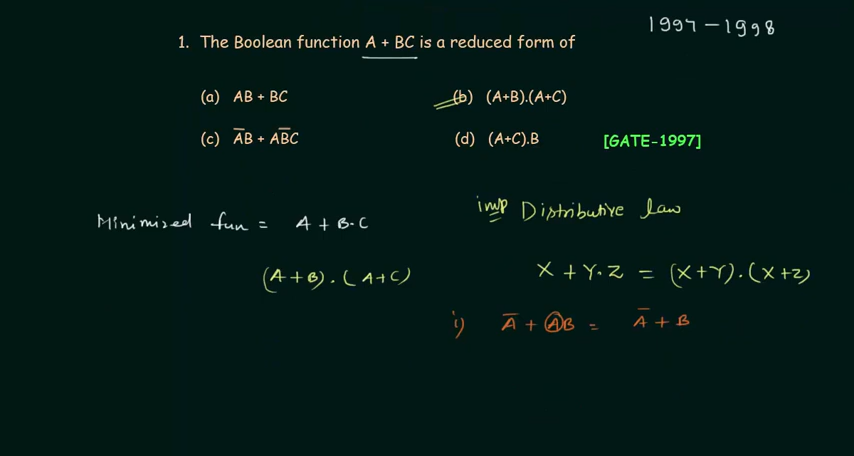 1997 - 1998
1. The Boolean function A + BC is a reduced form of
(a) AB + BC (b) (A+B).(A+C)
(c) A̅B + AB̅C (d) (A+C).B [GATE-1997]
imp Distributive law
Minimized fun = A + B·C
X + Y·Z = (X+Y)·(X+Z)
(A+B)·(A+C)
i) A̅ + AB = A̅ + B